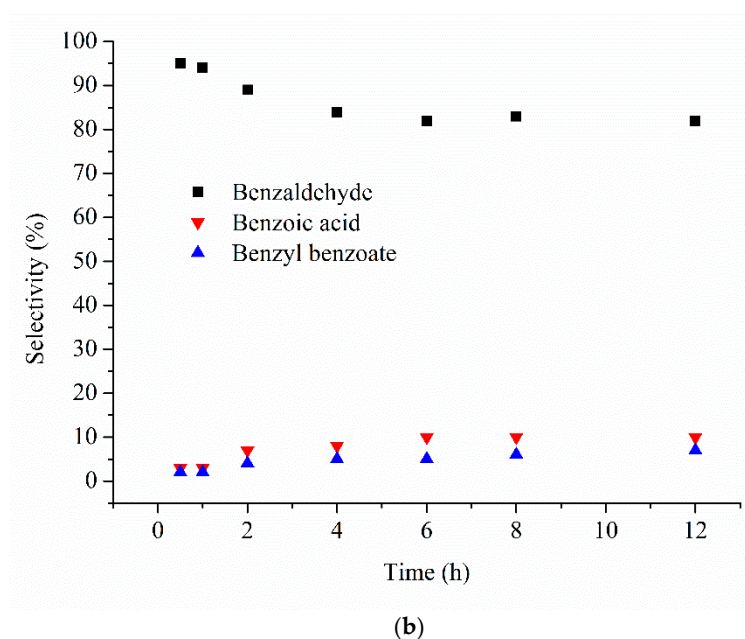 100
90
80
70
60
50
40
30
20
10
0
Selectivity (%)
Benzaldehyde
Benzoic acid
Benzyl benzoate
0 2 4 6 8 10 12
Time (h)
(b)